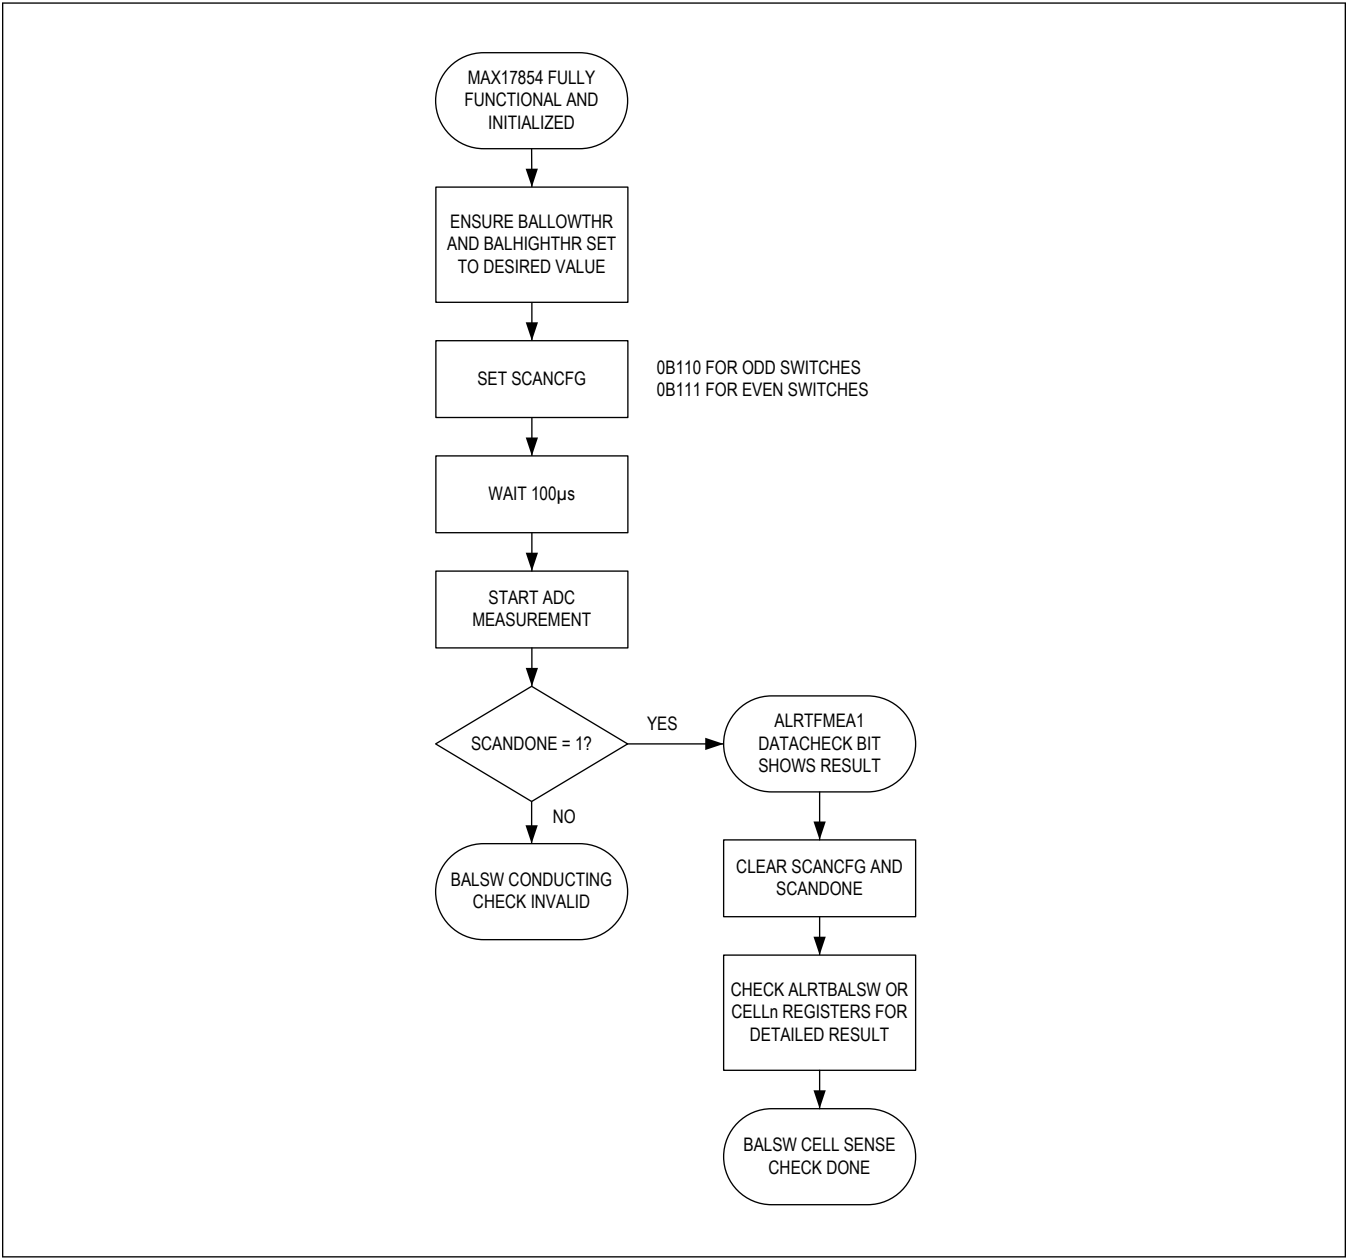 MAX17854 FULLY
FUNCTIONAL AND
INITIALIZED
ENSURE BALLOWTHR
AND BALHIGHTHR SET
TO DESIRED VALUE
SET SCANCFG
0B110 FOR ODD SWITCHES
0B111 FOR EVEN SWITCHES
WAIT 100µs
START ADC
MEASUREMENT
SCANDONE = 1?
YES
ALRTFMEA1
DATACHECK BIT
SHOWS RESULT
NO
BALSW CONDUCTING
CHECK INVALID
CLEAR SCANCFG AND
SCANDONE
CHECK ALRTBALSW OR
CELLn REGISTERS FOR
DETAILED RESULT
BALSW CELL SENSE
CHECK DONE